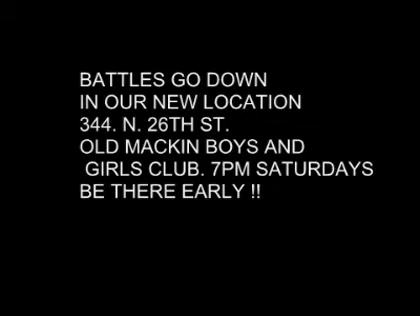 BATTLES GO DOWN
IN OUR NEW LOCATION
344. N. 26TH ST.
OLD MACKIN BOYS AND
GIRLS CLUB. 7PM SATURDAYS
BE THERE EARLY !!